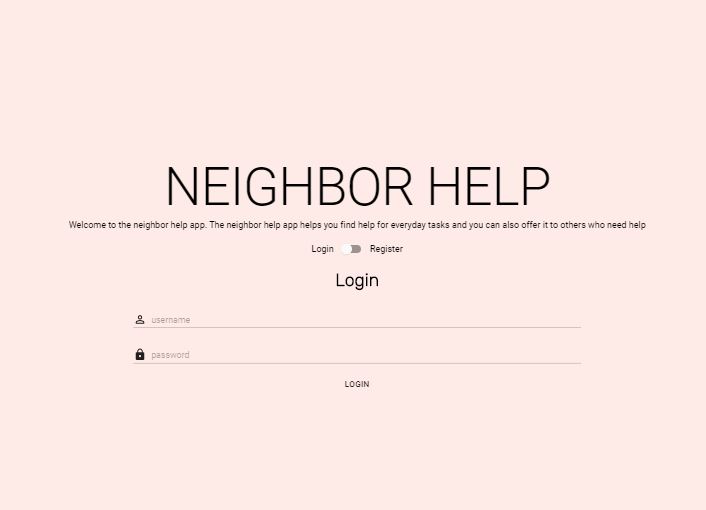 NEIGHBOR HELP
Welcome to the neighbor help app. The neighbor help app helps you find help for everyday tasks and you can also offer it to others who need help
Login Register
Login
username
password
LOGIN